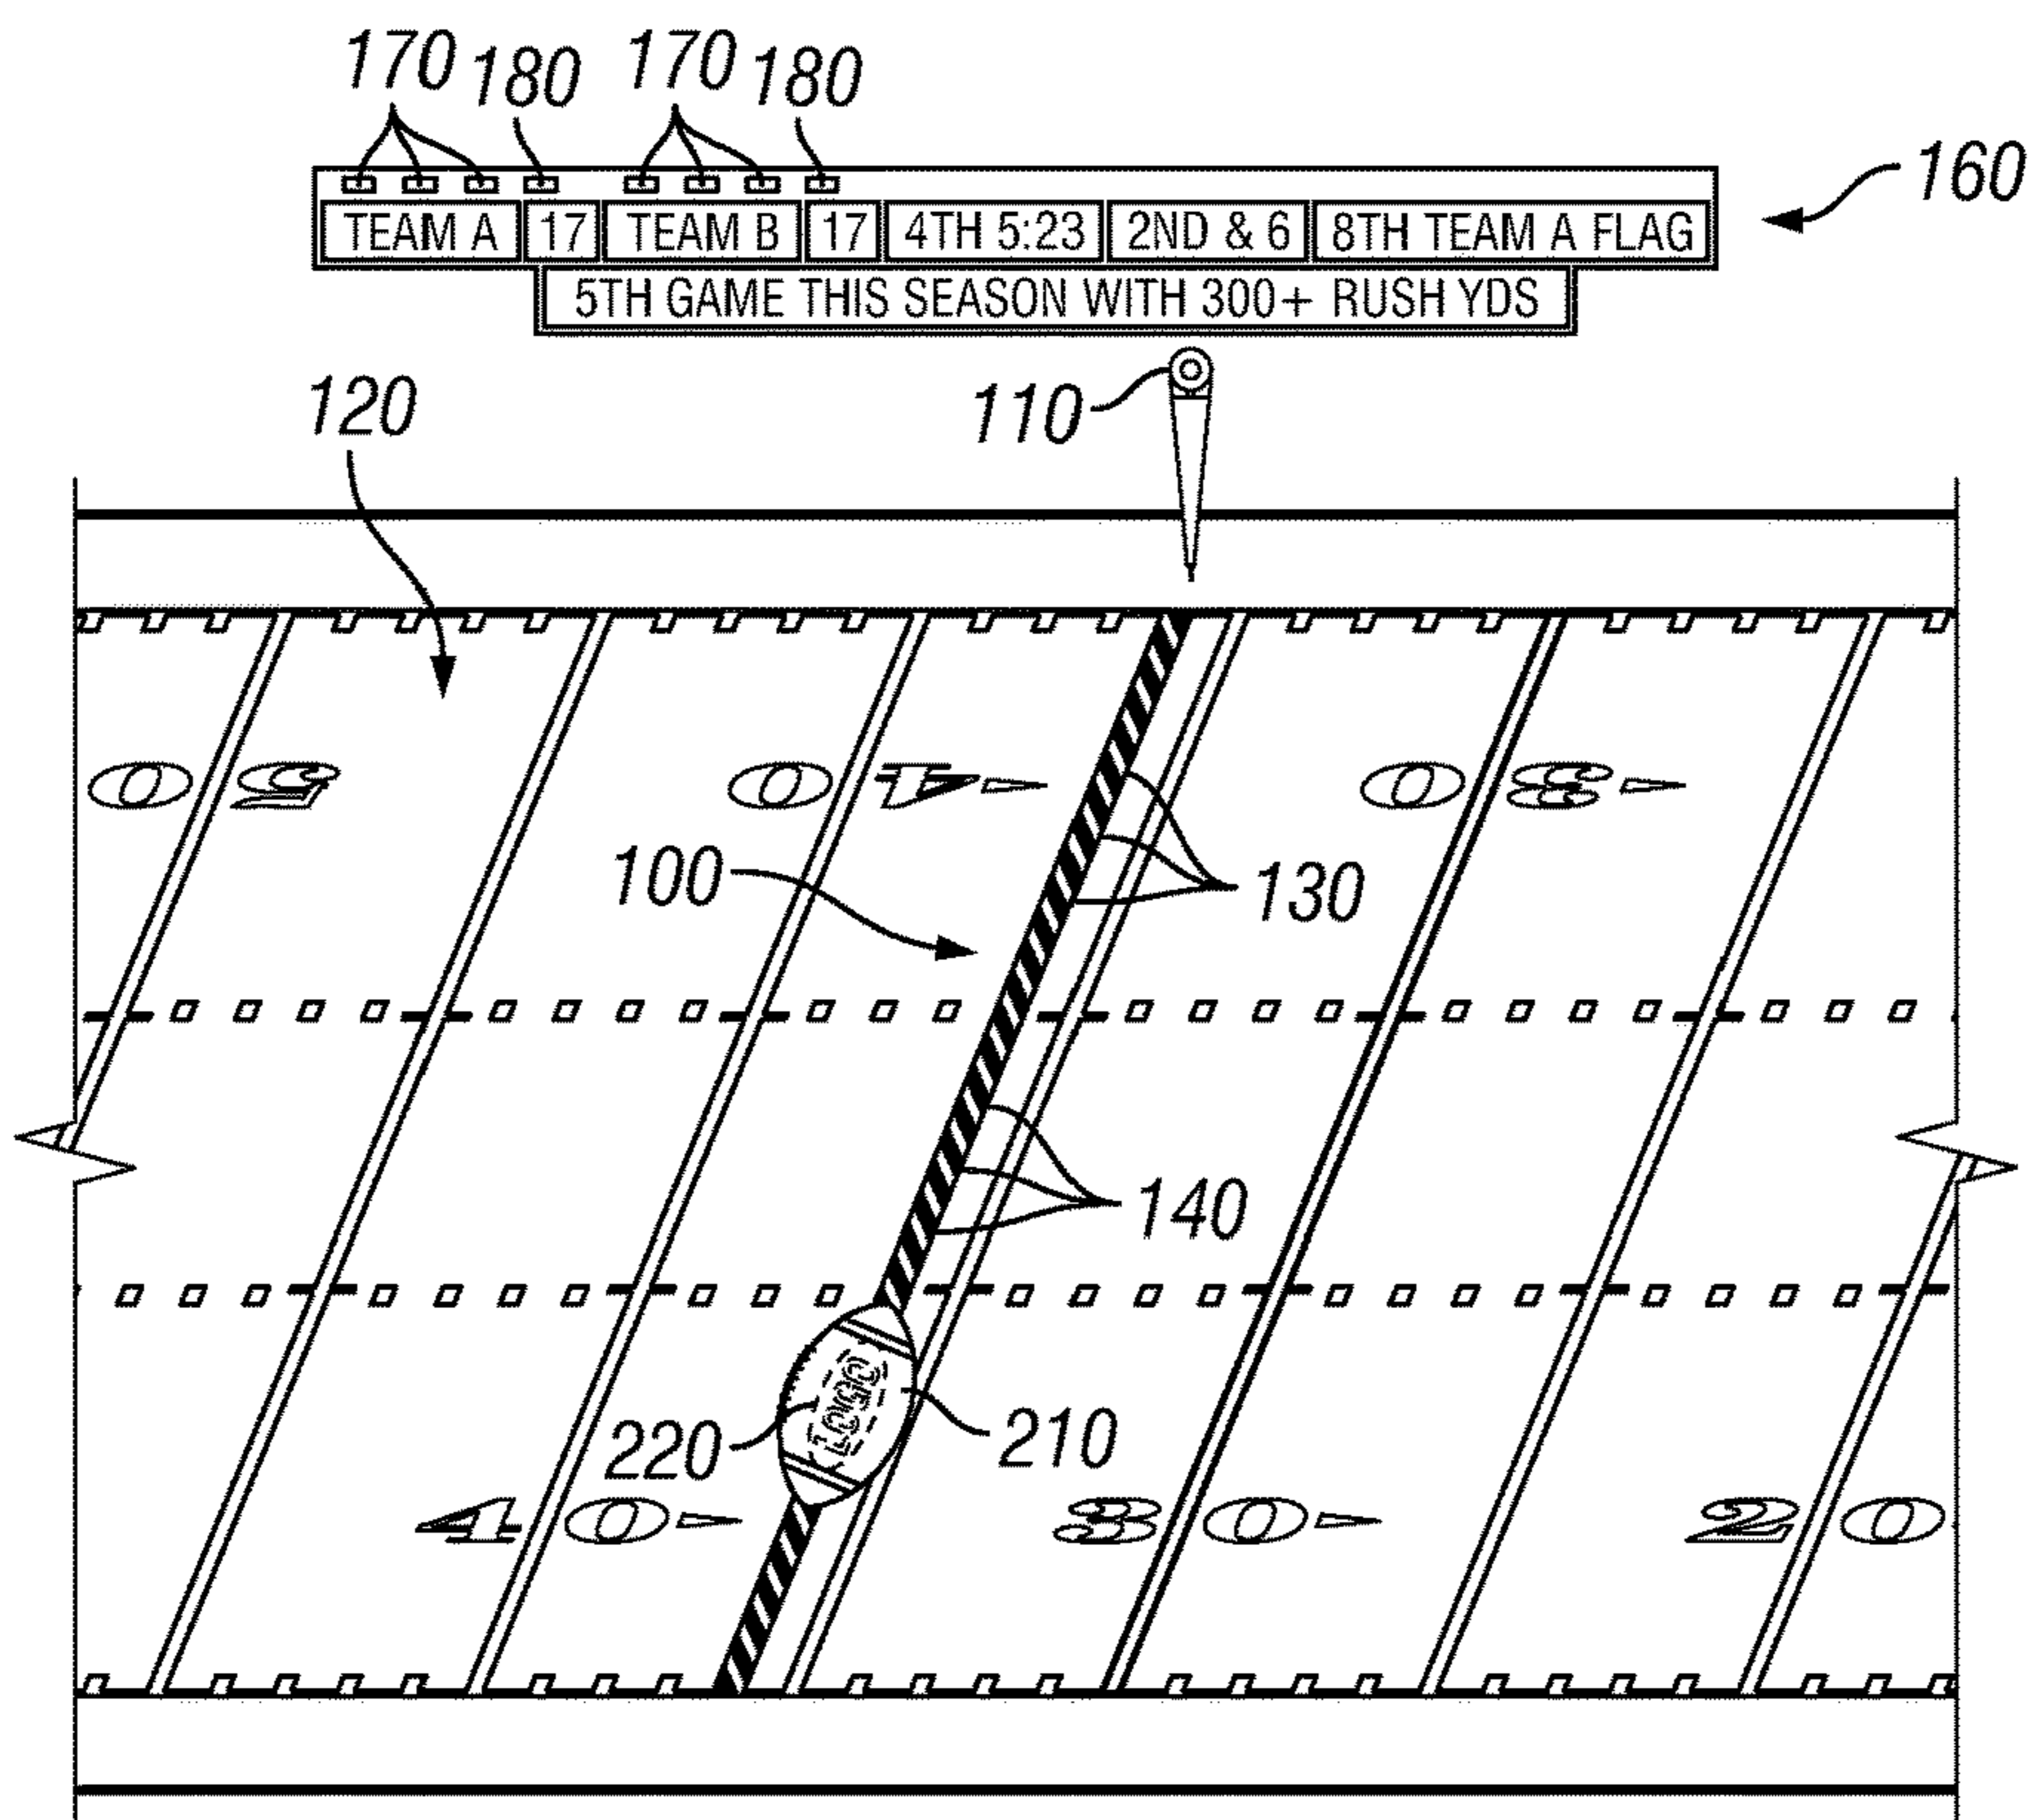 170 180 170 180
160
TEAM A 17 TEAM B 17 4TH 5:23 2ND & 6 8TH TEAM A FLAG
5TH GAME THIS SEASON WITH 300+ RUSH YDS
120
110
50 40 30
100
130
140
LOGO
220
210
40 30 20